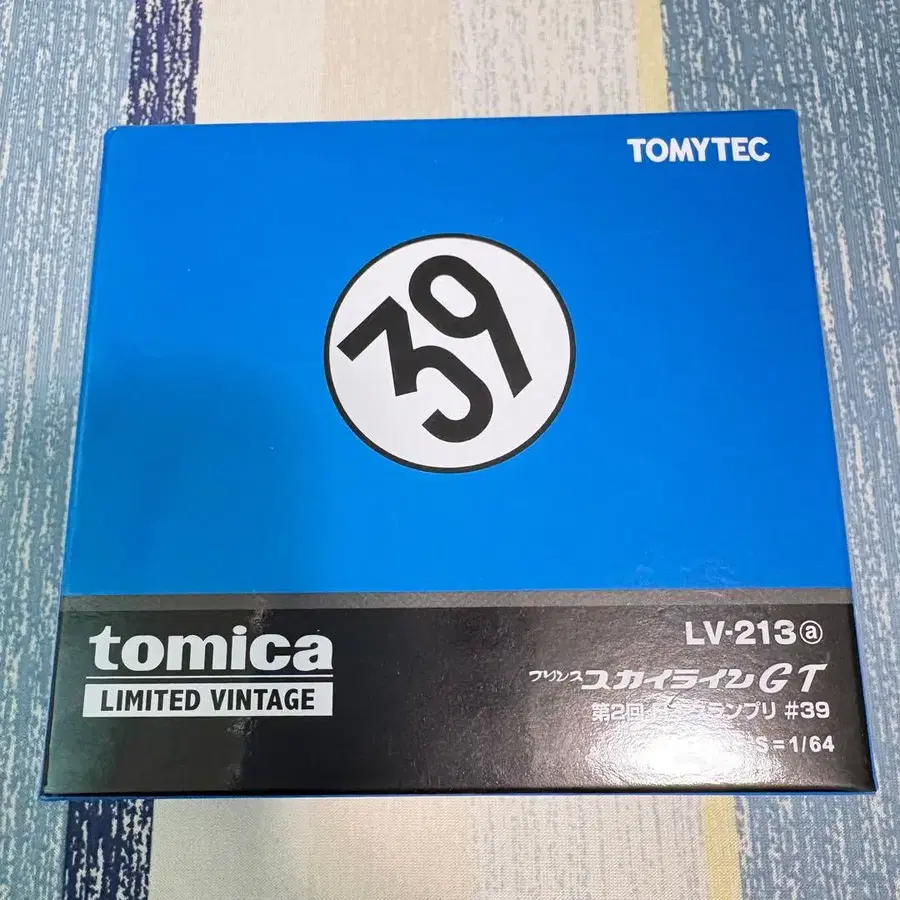 TOMYTEC
39
tomica
LIMITED VINTAGE
LV-213ⓐ
プリンス スカイラインGT
第2回 グランプリ #39
S=1/64